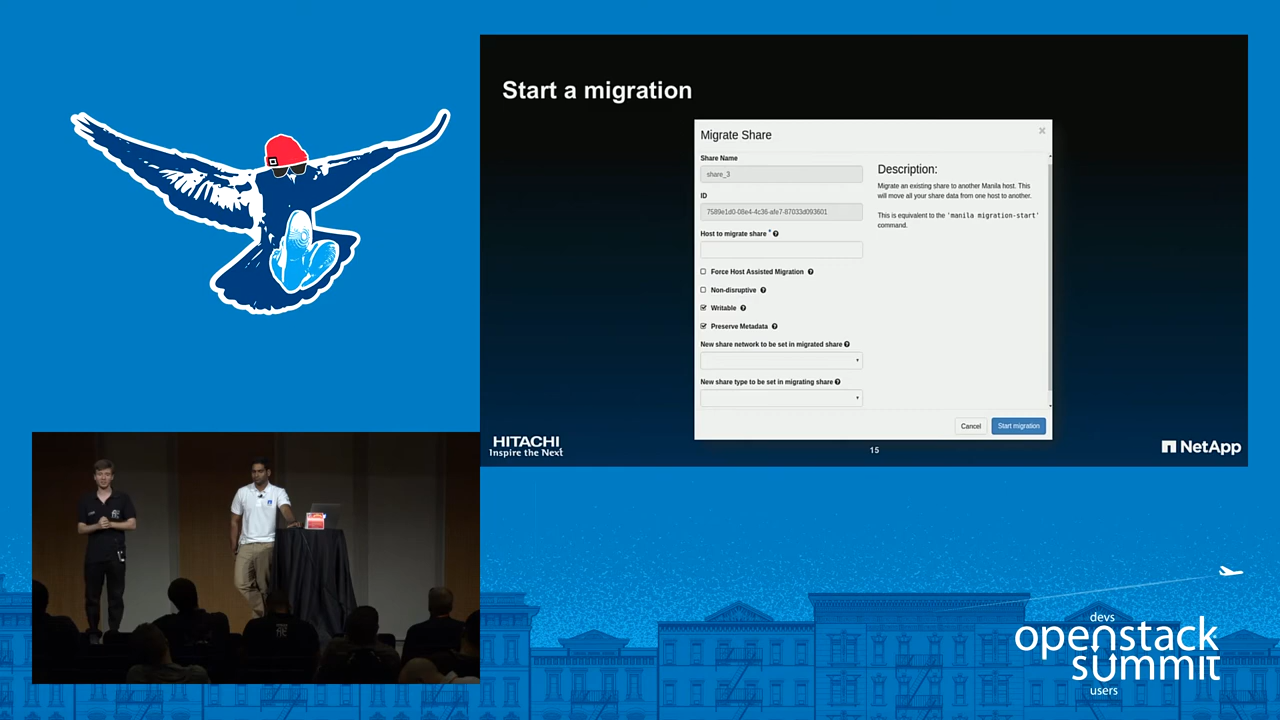 Start a migration
Migrate Share
Share Name
share_3
ID
7589e1d0-08e4-4c36-afe7-87033d093601
Host to migrate share *
Force Host Assisted Migration
Non-disruptive
Writable
Preserve Metadata
New share network to be set in migrated share
New share type to be set in migrating share
Description:
Migrate an existing share to another Manila host. This
will move all your share data from one host to another.
This is equivalent to the 'manila migration-start'
command.
Cancel
Start migration
HITACHI
Inspire the Next
15
NetApp
devs
openstack
summit
users